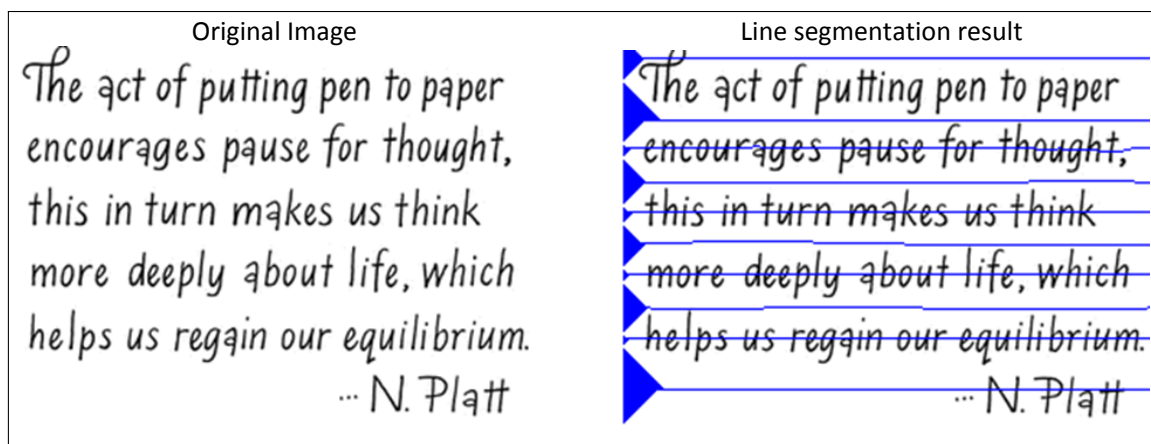 Original Image
The act of putting pen to paper
encourages pause for thought,
this in turn makes us think
more deeply about life, which
helps us regain our equilibrium.
... N. Platt
Line segmentation result
The act of putting pen to paper
encourages pause for thought,
this in turn makes us think
more deeply about life, which
helps us regain our equilibrium.
... N. Platt